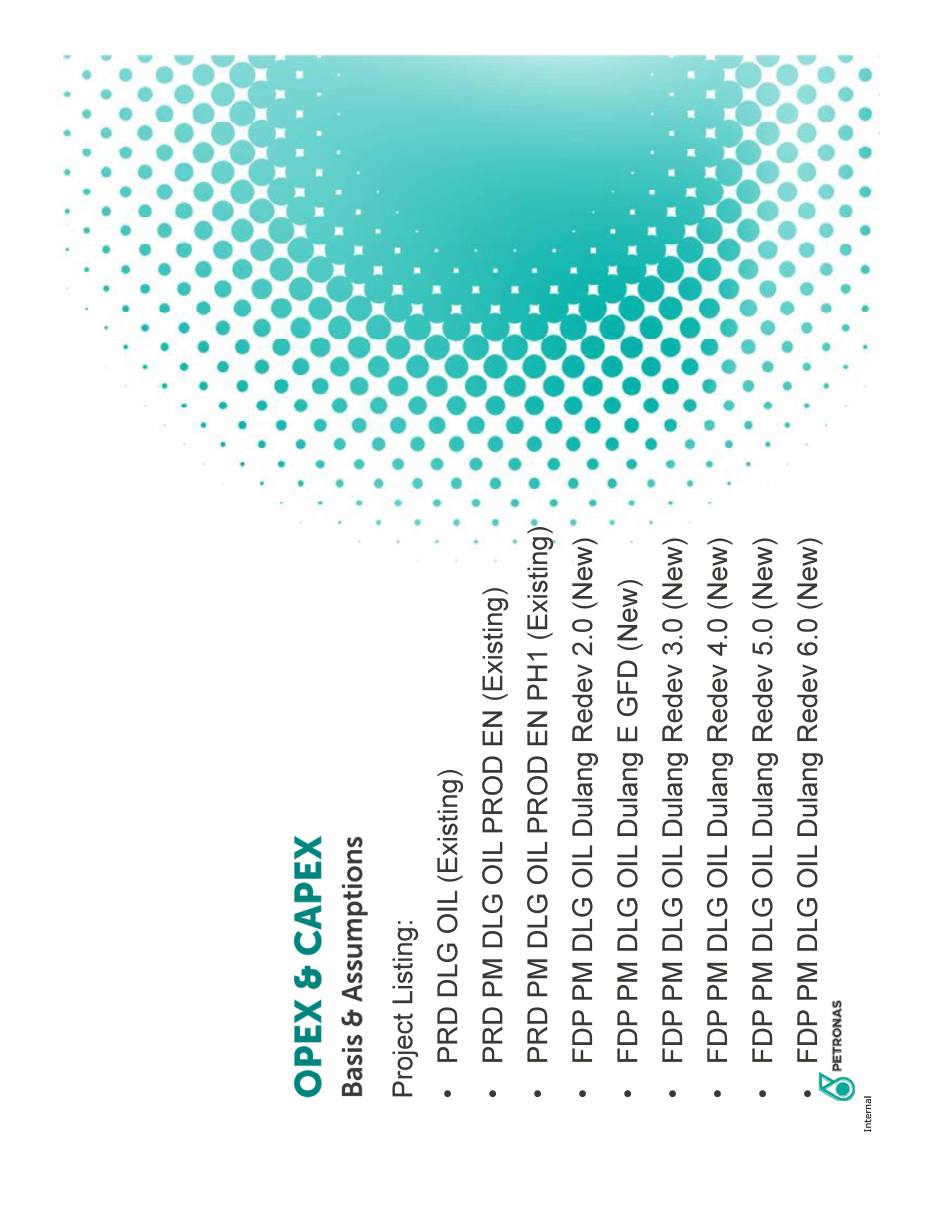 OPEX & CAPEX
Basis & Assumptions
Project Listing:
• PRD DLG OIL (Existing)
• PRD PM DLG OIL PROD EN (Existing)
• PRD PM DLG OIL PROD EN PH1 (Existing)
• FDP PM DLG OIL Dulang Redev 2.0 (New)
• FDP PM DLG OIL Dulang E GFD (New)
• FDP PM DLG OIL Dulang Redev 3.0 (New)
• FDP PM DLG OIL Dulang Redev 4.0 (New)
• FDP PM DLG OIL Dulang Redev 5.0 (New)
• FDP PM DLG OIL Dulang Redev 6.0 (New)
PETRONAS
Internal